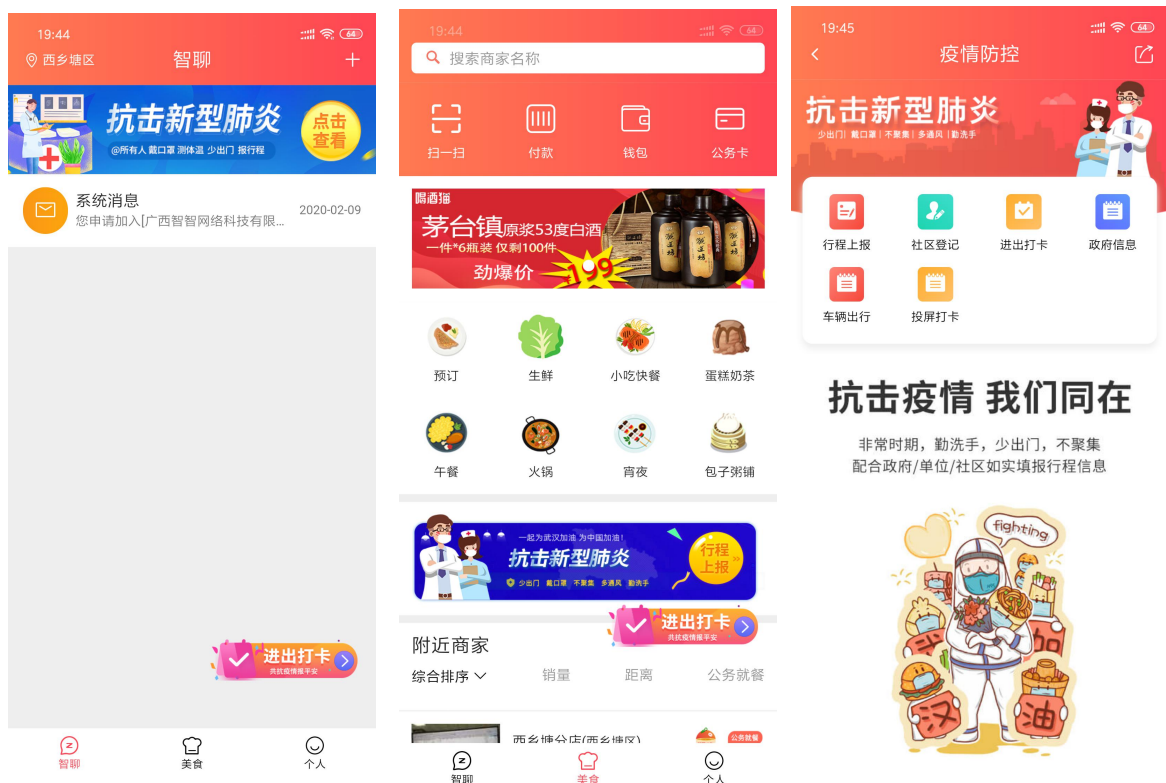 19:44
64
西乡塘区
智聊
抗击新型肺炎
@所有人 戴口罩 测体温 少出门 报行程
点击
查看
系统消息
2020-02-09
您申请加入[广西智智网络科技有限...
进出打卡
共抗疫情报平安
智聊
美食
个人
19:44
64
搜索商家名称
扫一扫
付款
钱包
公务卡
喝酒猫
茅台镇原浆53度白酒
一件*6瓶装 仅剩100件
劲爆价
199
预订
生鲜
小吃快餐
蛋糕奶茶
午餐
火锅
宵夜
包子粥铺
一起为武汉加油 为中国加油!
抗击新型肺炎
少出门 戴口罩 不聚集 多通风 勤洗手
行程
上报
进出打卡
共抗疫情报平安
附近商家
综合排序
销量
距离
公务就餐
西乡塘分店(西乡塘区)
公务就餐
智聊
美食
个人
19:45
64
疫情防控
抗击新型肺炎
少出门 | 戴口罩 | 不聚集 | 多通风 | 勤洗手
行程上报
社区登记
进出打卡
政府信息
车辆出行
投屏打卡
抗击疫情 我们同在
非常时期，勤洗手，少出门，不聚集
配合政府/单位/社区如实填报行程信息
fighting
武
加
汉
油